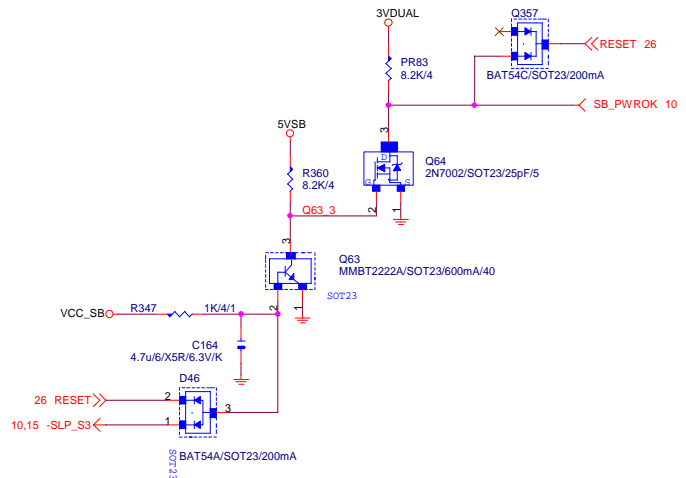 3VDUAL
Q357
PR83
8.2K/4
RESET 26
BAT54C/SOT23/200mA
SB_PWROK 10
5VSB
3
D
G
S
Q64
2N7002/SOT23/25pF/5
R360
8.2K/4
2
1
Q63_3
3
Q63
MMBT2222A/SOT23/600mA/40
SOT23
2
1
VCC_SB
R347
1K/4/1
C164
4.7u/6/X5R/6.3V/K
D46
26 RESET
2
3
10,15 -SLP_S3
1
BAT54A/SOT23/200mA
SOT23